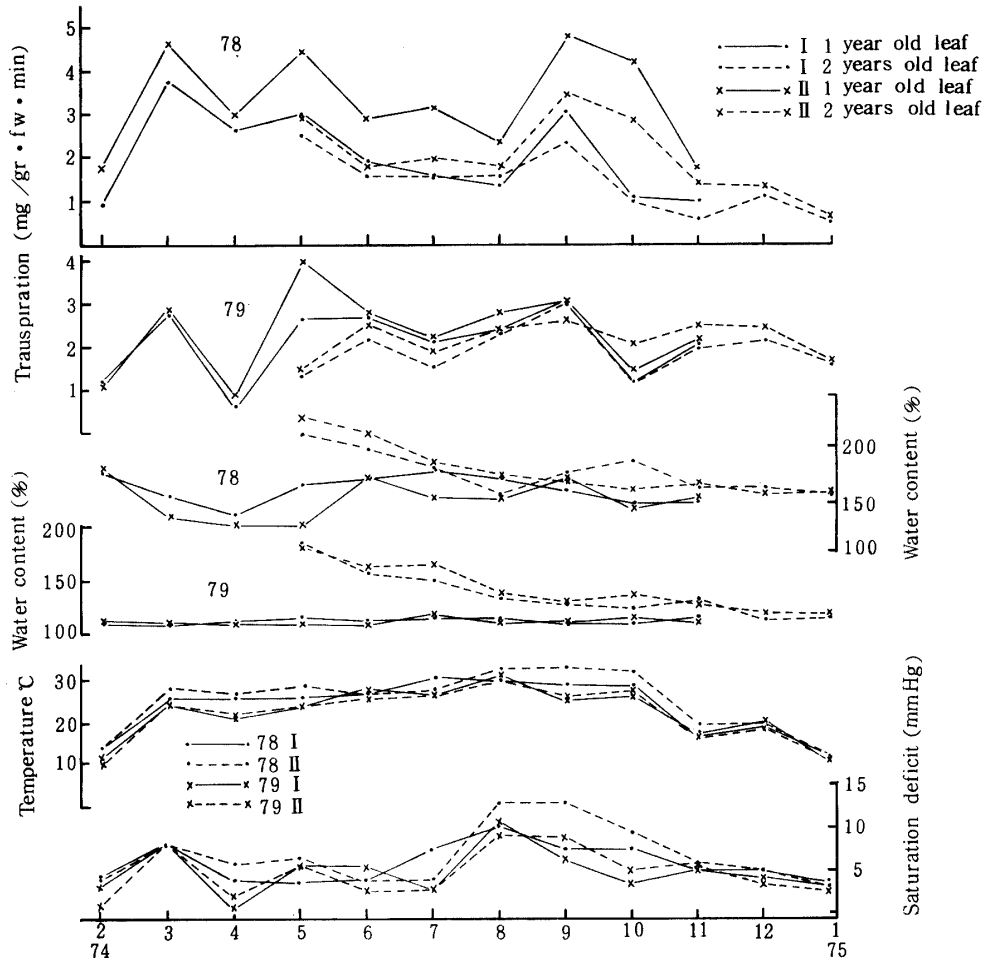 5
4
3
2
1
78
I 1 year old leaf
I 2 years old leaf
II 1 year old leaf
II 2 years old leaf
Trauspiration (mg /gr • fw • min)
4
3
2
1
79
Water content (%)
200
150
100
78
Water content (%)
200
150
100
79
Temperature ℃
30
20
10
78 I
78 II
79 I
79 II
Saturation deficit (mmHg)
15
10
5
0
2 3 4 5 6 7 8 9 10 11 12 1
74 75